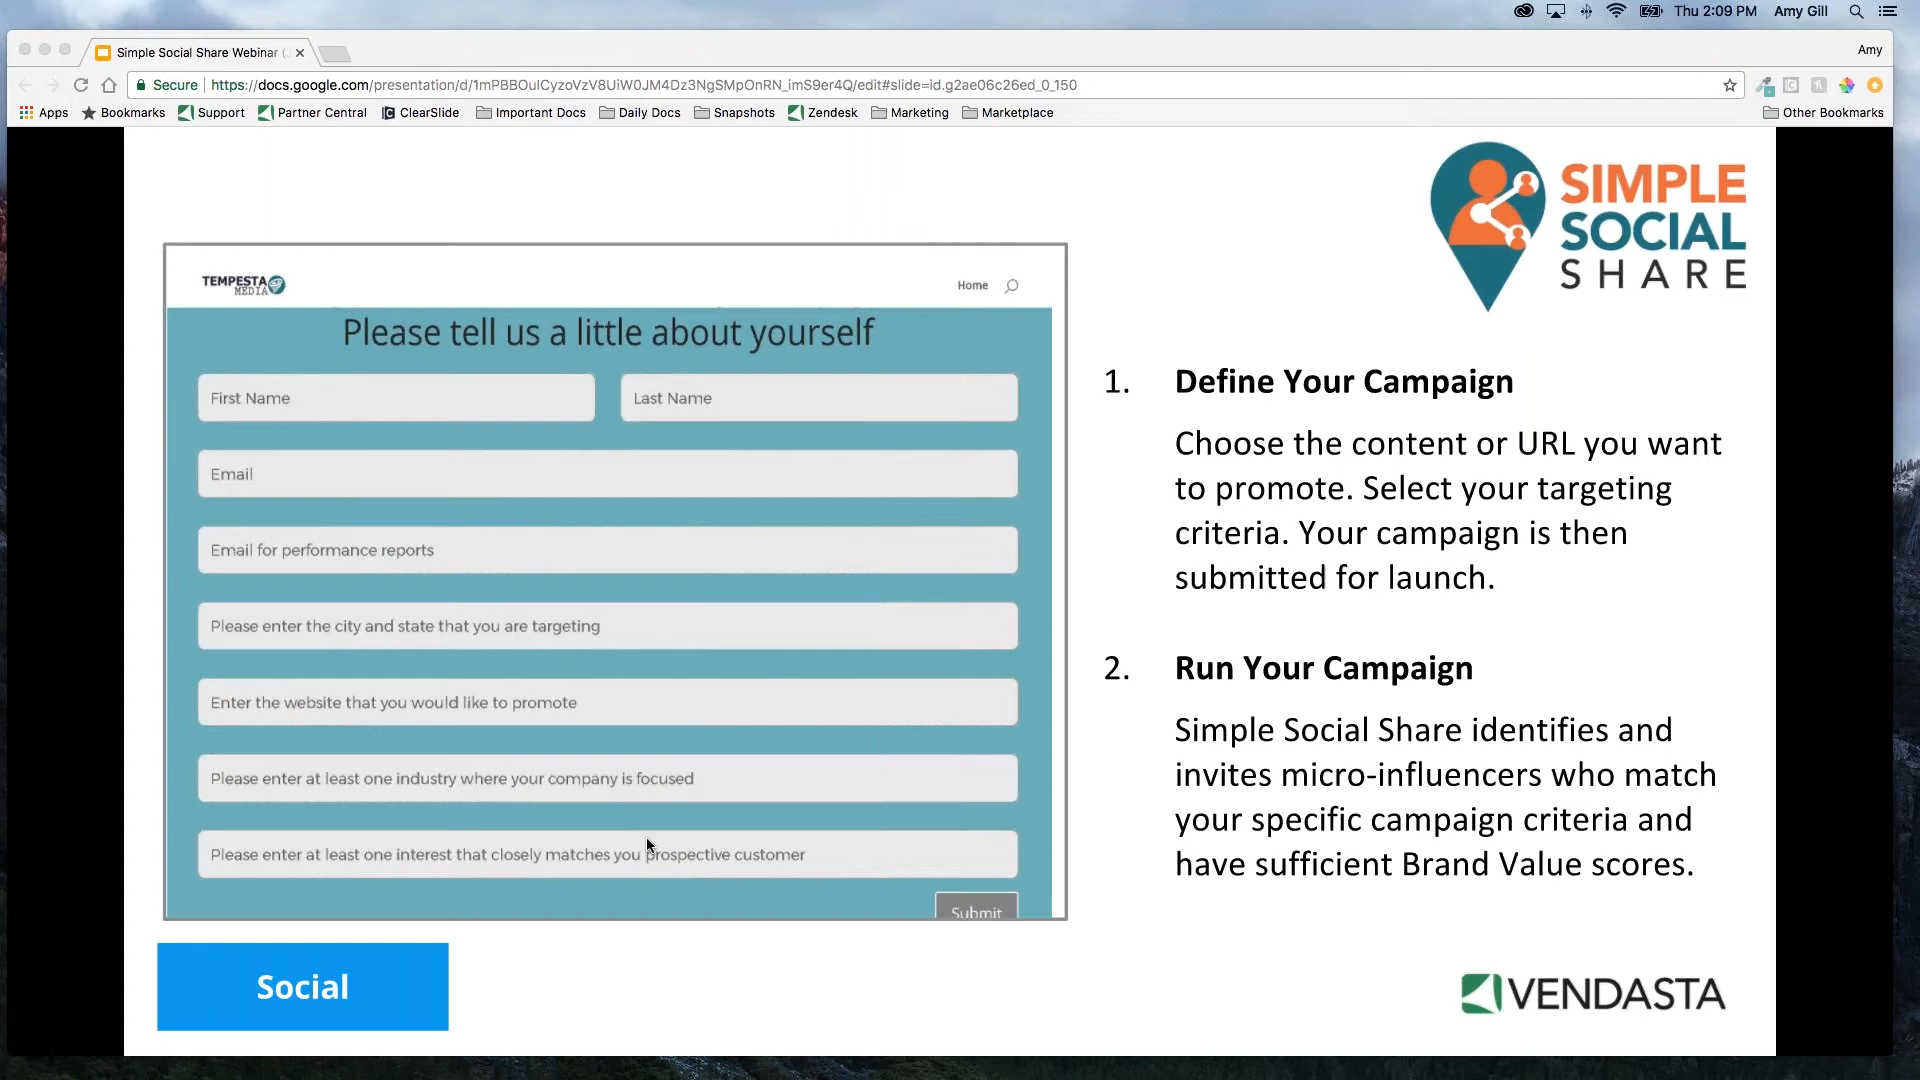 Thu 2:09 PM Amy Gill
Simple Social Share Webinar (
Amy
Secure https://docs.google.com/presentation/d/1mPBBOulCyzoVzV8UiW0JM4Dz3NgSMpOnRN_imS9er4Q/edit#slide=id.g2ae06c26ed_0_150
Apps Bookmarks Support Partner Central ClearSlide Important Docs Daily Docs Snapshots Zendesk Marketing Marketplace Other Bookmarks
SIMPLE
SOCIAL
SHARE
TEMPESTA
MEDIA
Home
Please tell us a little about yourself
First Name Last Name
Email
Email for performance reports
Please enter the city and state that you are targeting
Enter the website that you would like to promote
Please enter at least one industry where your company is focused
Please enter at least one interest that closely matches you prospective customer
Submit
1. Define Your Campaign
Choose the content or URL you want
to promote. Select your targeting
criteria. Your campaign is then
submitted for launch.
2. Run Your Campaign
Simple Social Share identifies and
invites micro-influencers who match
your specific campaign criteria and
have sufficient Brand Value scores.
Social
VENDASTA